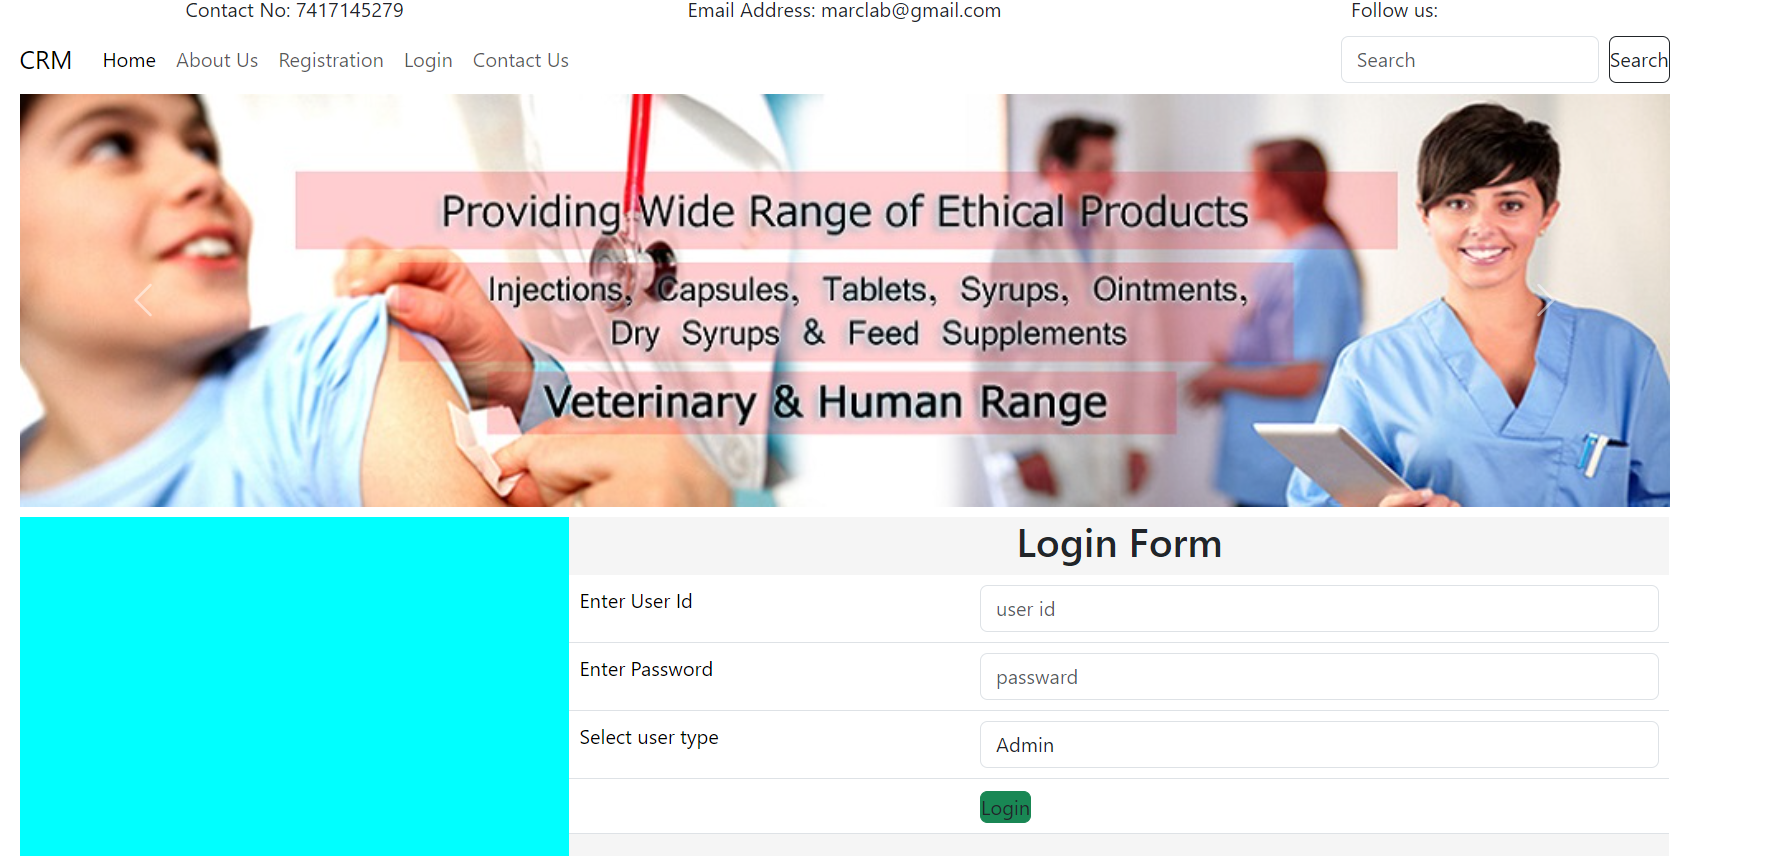 Contact No: 7417145279 Email Address: marclab@gmail.com Follow us:
CRM Home About Us Registration Login Contact Us Search Search
Providing Wide Range of Ethical Products
Injections, Capsules, Tablets, Syrups, Ointments,
Dry Syrups & Feed Supplements
Veterinary & Human Range
Login Form
Enter User Id user id
Enter Password passward
Select user type Admin
Login